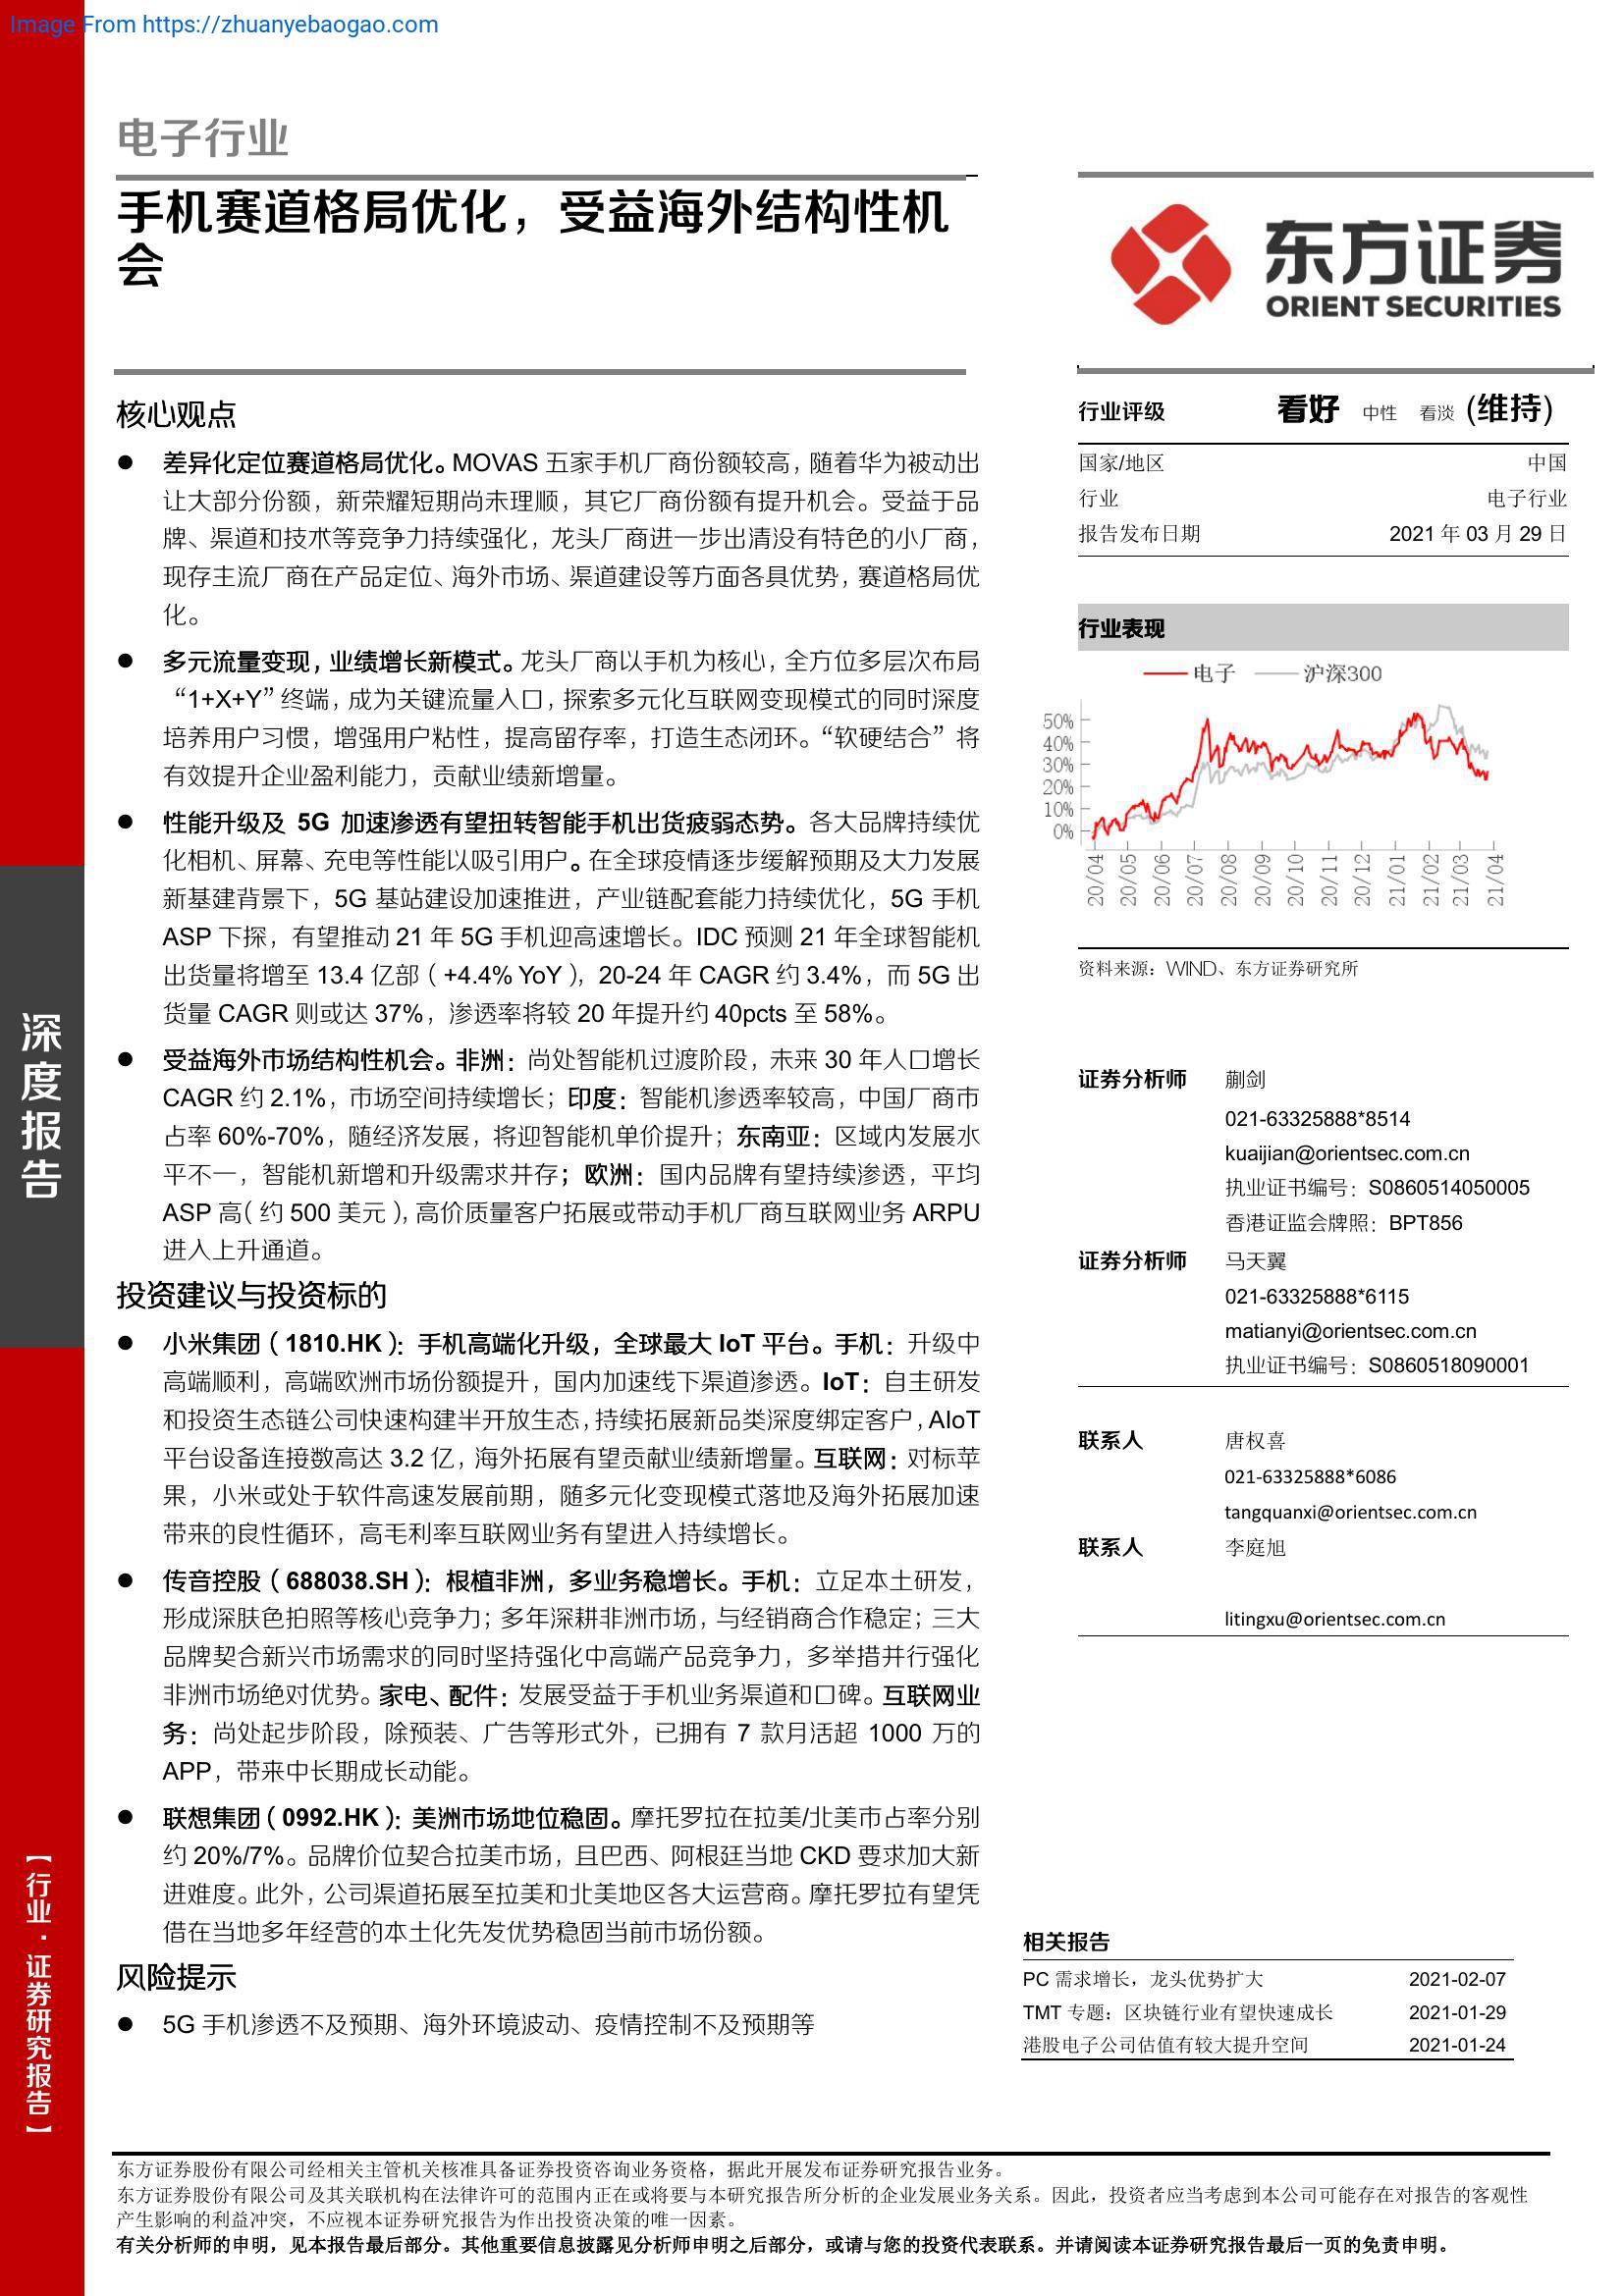 Image From https://zhuanyebaogao.com
电子行业
手机赛道格局优化，受益海外结构性机
会
东方证券
ORIENT SECURITIES
核心观点
● 差异化定位赛道格局优化。MOVAS 五家手机厂商份额较高，随着华为被动出
让大部分份额，新荣耀短期尚未理顺，其它厂商份额有提升机会。受益于品
牌、渠道和技术等竞争力持续强化，龙头厂商进一步出清没有特色的小厂商，
现存主流厂商在产品定位、海外市场、渠道建设等方面各具优势，赛道格局优
化。
● 多元流量变现，业绩增长新模式。龙头厂商以手机为核心，全方位多层次布局
“1+X+Y”终端，成为关键流量入口，探索多元化互联网变现模式的同时深度
培养用户习惯，增强用户粘性，提高留存率，打造生态闭环。“软硬结合”将
有效提升企业盈利能力，贡献业绩新增量。
● 性能升级及 5G 加速渗透有望扭转智能手机出货疲弱态势。各大品牌持续优
化相机、屏幕、充电等性能以吸引用户。在全球疫情逐步缓解预期及大力发展
新基建背景下，5G 基站建设加速推进，产业链配套能力持续优化，5G 手机
ASP 下探，有望推动 21 年 5G 手机迎高速增长。IDC 预测 21 年全球智能机
出货量将增至 13.4 亿部（+4.4% YoY），20-24 年 CAGR 约 3.4%，而 5G 出
货量 CAGR 则或达 37%，渗透率将较 20 年提升约 40pcts 至 58%。
● 受益海外市场结构性机会。非洲：尚处智能机过渡阶段，未来 30 年人口增长
CAGR 约 2.1%，市场空间持续增长；印度：智能机渗透率较高，中国厂商市
占率 60%-70%，随经济发展，将迎智能机单价提升；东南亚：区域内发展水
平不一，智能机新增和升级需求并存；欧洲：国内品牌有望持续渗透，平均
ASP 高（约 500 美元），高价质量客户拓展或带动手机厂商互联网业务 ARPU
进入上升通道。
投资建议与投资标的
● 小米集团（1810.HK）：手机高端化升级，全球最大 IoT 平台。手机：升级中
高端顺利，高端欧洲市场份额提升，国内加速线下渠道渗透。IoT：自主研发
和投资生态链公司快速构建半开放生态，持续拓展新品类深度绑定客户，AIoT
平台设备连接数高达 3.2 亿，海外拓展有望贡献业绩新增量。互联网：对标苹
果，小米或处于软件高速发展前期，随多元化变现模式落地及海外拓展加速
带来的良性循环，高毛利率互联网业务有望进入持续增长。
● 传音控股（688038.SH）：根植非洲，多业务稳增长。手机：立足本土研发，
形成深肤色拍照等核心竞争力；多年深耕非洲市场，与经销商合作稳定；三大
品牌契合新兴市场需求的同时坚持强化中高端产品竞争力，多举措并行强化
非洲市场绝对优势。家电、配件：发展受益于手机业务渠道和口碑。互联网业
务：尚处起步阶段，除预装、广告等形式外，已拥有 7 款月活超 1000 万的
APP，带来中长期成长动能。
● 联想集团（0992.HK）：美洲市场地位稳固。摩托罗拉在拉美/北美市占率分别
约 20%/7%。品牌价位契合拉美市场，且巴西、阿根廷当地 CKD 要求加大新
进难度。此外，公司渠道拓展至拉美和北美地区各大运营商。摩托罗拉有望凭
借在当地多年经营的本土化先发优势稳固当前市场份额。
风险提示
● 5G 手机渗透不及预期、海外环境波动、疫情控制不及预期等
行业评级 看好 中性 看淡 (维持)
国家/地区 中国
行业 电子行业
报告发布日期 2021 年 03 月 29 日
行业表现
电子 沪深300
50%
40%
30%
20%
10%
0%
20/04 20/05 20/06 20/07 20/08 20/09 20/10 20/11 20/12 21/01 21/02 21/03 21/04
资料来源：WIND、东方证券研究所
证券分析师 蒯剑
021-63325888*8514
kuaijian@orientsec.com.cn
执业证书编号：S0860514050005
香港证监会牌照：BPT856
证券分析师 马天翼
021-63325888*6115
matianyi@orientsec.com.cn
执业证书编号：S0860518090001
联系人 唐权喜
021-63325888*6086
tangquanxi@orientsec.com.cn
联系人 李庭旭
litingxu@orientsec.com.cn
相关报告
PC 需求增长，龙头优势扩大 2021-02-07
TMT 专题：区块链行业有望快速成长 2021-01-29
港股电子公司估值有较大提升空间 2021-01-24
深度报告
【行业·证券研究报告】
东方证券股份有限公司经相关主管机关核准具备证券投资咨询业务资格，据此开展发布证券研究报告业务。
东方证券股份有限公司及其关联机构在法律许可的范围内正在或将要与本研究报告所分析的企业发展业务关系。因此，投资者应当考虑到本公司可能存在对报告的客观性
产生影响的利益冲突，不应视本证券研究报告为作出投资决策的唯一因素。
有关分析师的申明，见本报告最后部分。其他重要信息披露见分析师申明之后部分，或请与您的投资代表联系。并请阅读本证券研究报告最后一页的免责申明。